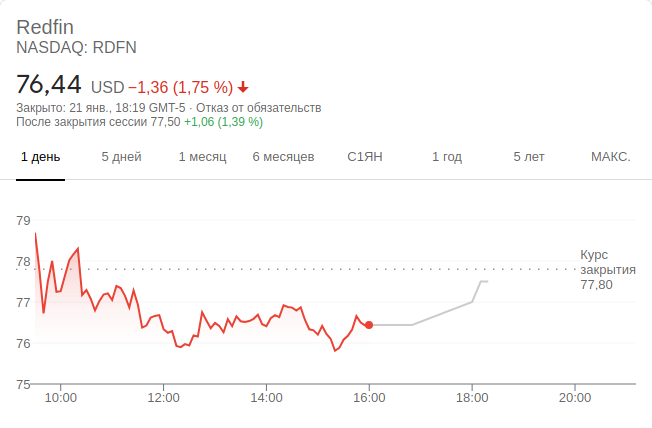 Redfin
NASDAQ: RDFN
76,44 USD −1,36 (1,75 %)
Закрыто: 21 янв., 18:19 GMT-5 · Отказ от обязательств
После закрытия сессии 77,50 +1,06 (1,39 %)
1 день 5 дней 1 месяц 6 месяцев С1ЯН 1 год 5 лет МАКС.
79
78
77
76
75
Курс
закрытия
77,80
10:00 12:00 14:00 16:00 18:00 20:00